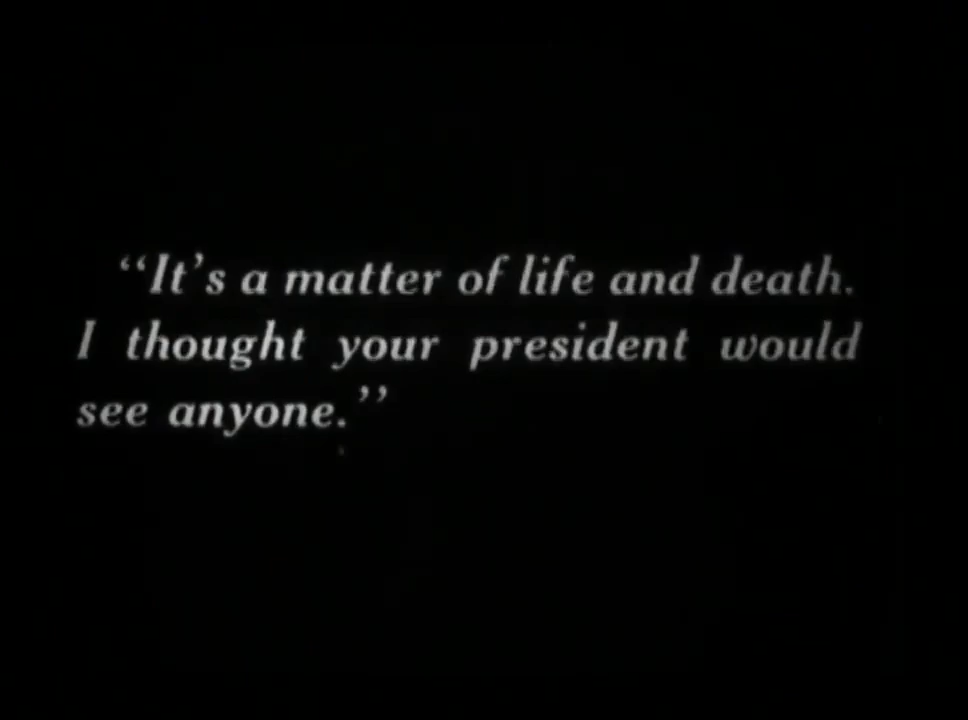 “It’s a matter of life and death.
I thought your president would
see anyone.”